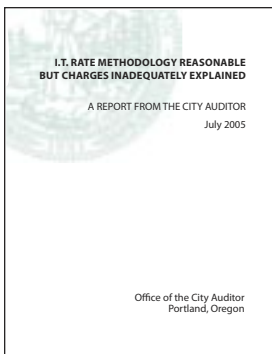 I.T. RATE METHODOLOGY REASONABLE
BUT CHARGES INADEQUATELY EXPLAINED
A REPORT FROM THE CITY AUDITOR
July 2005
Office of the City Auditor
Portland, Oregon